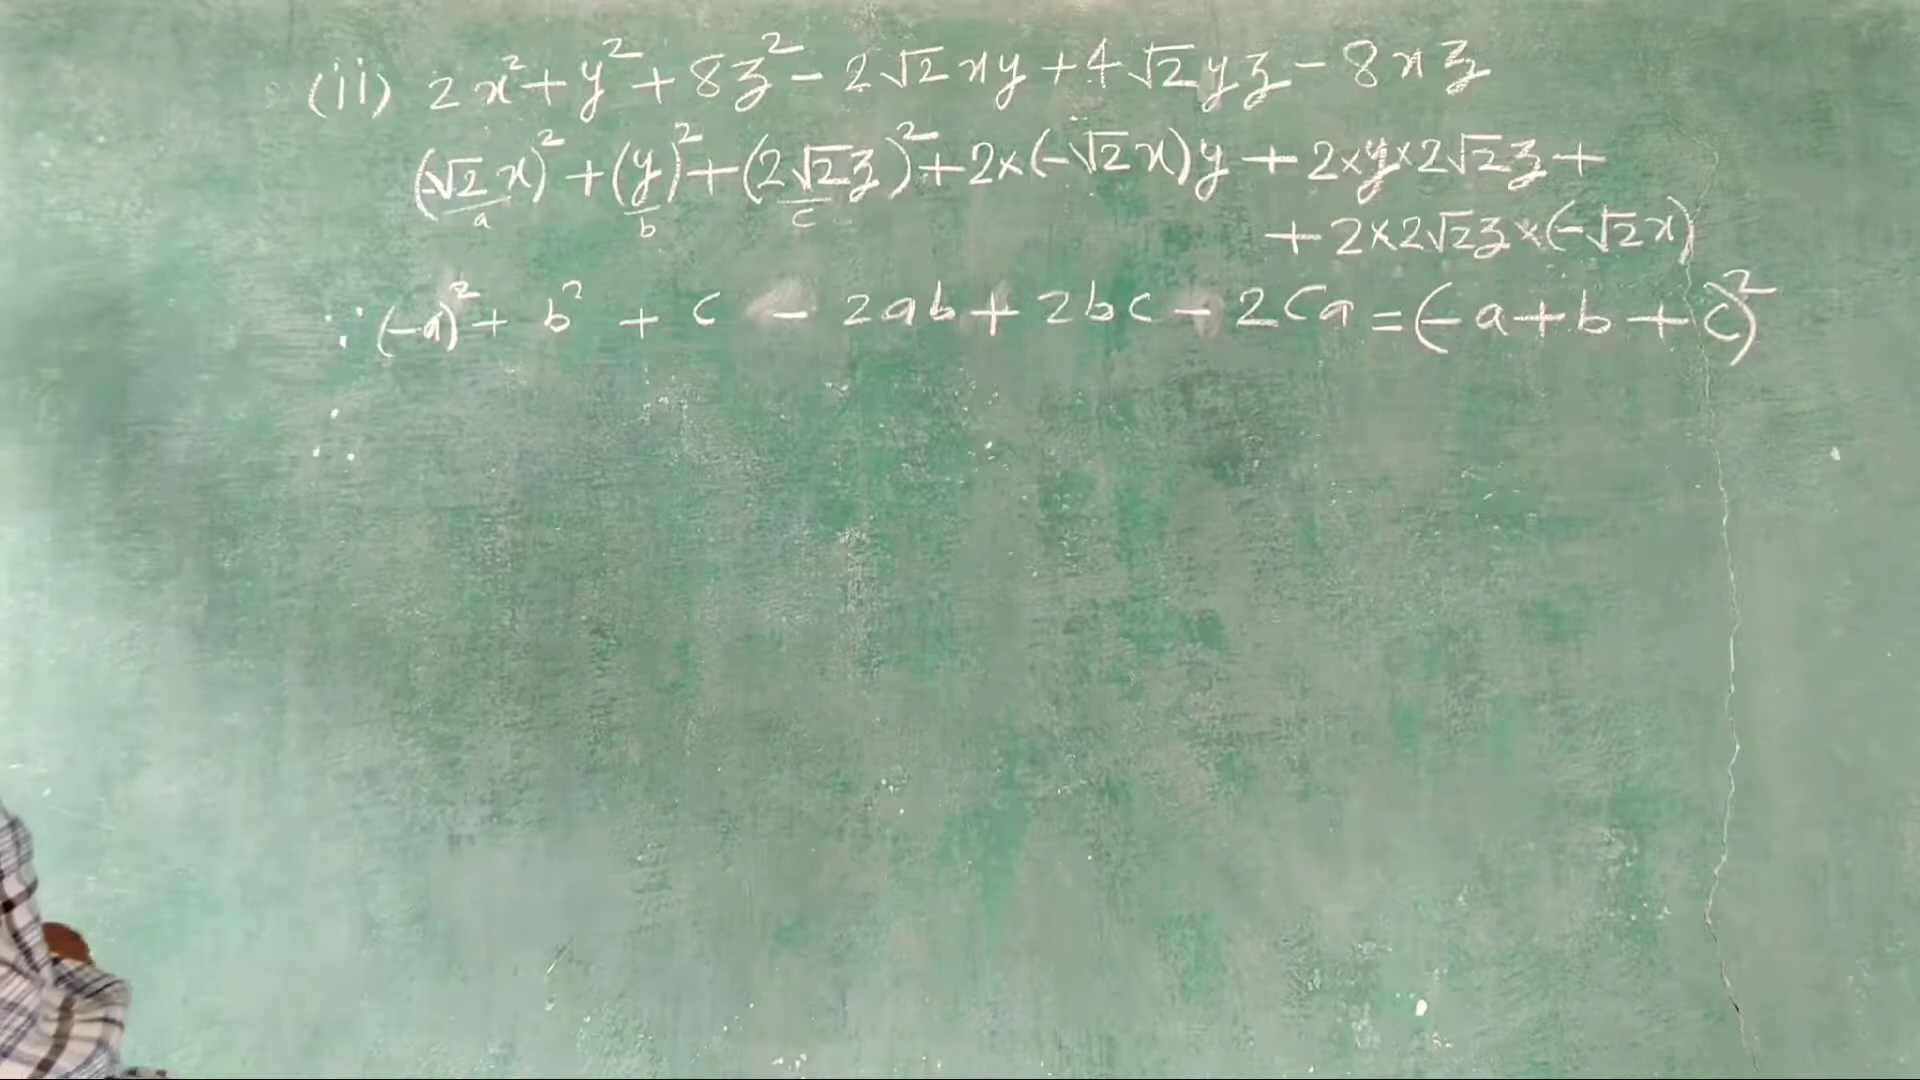 (ii) 2x² + y² + 8z² - 2√2xy + 4√2yz - 8xz
(-√2x)² + (y)² + (2√2z)² + 2×(-√2x)y + 2×y×2√2z +
a b c
+ 2×2√2z×(-√2x)
∵ (-a)² + b² + c - 2ab + 2bc - 2ca = (-a+b+c)²
∴